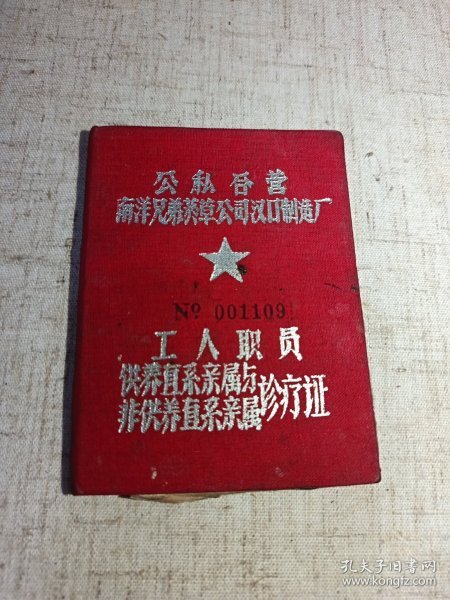 公私合营
南洋兄弟菸草公司汉口制造厂
No 001109
工人职员
供养直系亲属与
非供养直系亲属诊疗证
孔夫子旧书网
www.kongfz.com